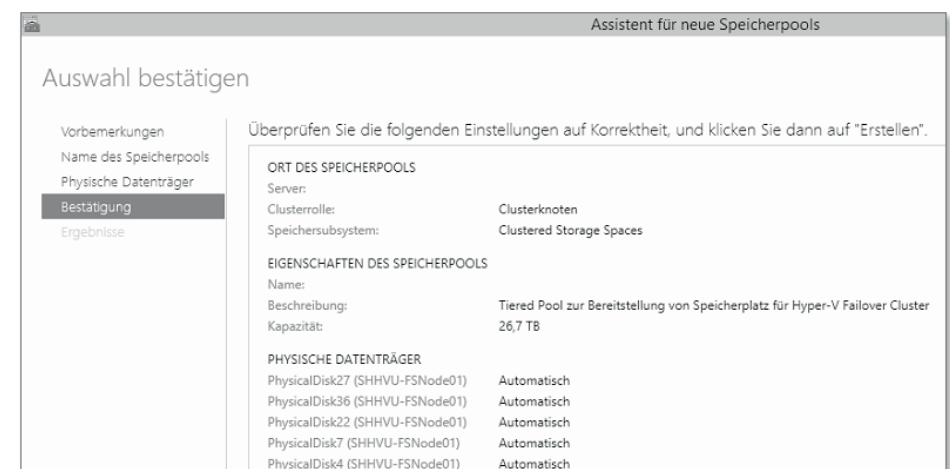 Assistent für neue Speicherpools
Auswahl bestätigen
Vorbemerkungen
Name des Speicherpools
Physische Datenträger
Bestätigung
Ergebnisse
Überprüfen Sie die folgenden Einstellungen auf Korrektheit, und klicken Sie dann auf "Erstellen".
ORT DES SPEICHERPOOLS
Server:
Clusterrolle: Clusterknoten
Speichersubsystem: Clustered Storage Spaces
EIGENSCHAFTEN DES SPEICHERPOOLS
Name:
Beschreibung: Tiered Pool zur Bereitstellung von Speicherplatz für Hyper-V Failover Cluster
Kapazität: 26,7 TB
PHYSISCHE DATENTRÄGER
PhysicalDisk27 (SHHVU-FSNode01) Automatisch
PhysicalDisk36 (SHHVU-FSNode01) Automatisch
PhysicalDisk22 (SHHVU-FSNode01) Automatisch
PhysicalDisk7 (SHHVU-FSNode01) Automatisch
PhysicalDisk4 (SHHVU-FSNode01) Automatisch